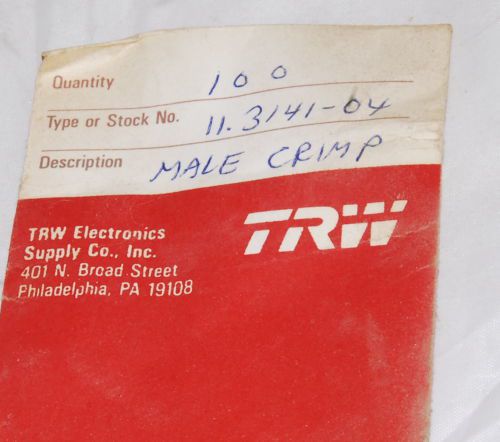 Quantity 100
Type or Stock No. 11.3141-04
Description MALE CRIMP
TRW Electronics
Supply Co., Inc.
401 N. Broad Street
Philadelphia, PA 19108
TRW